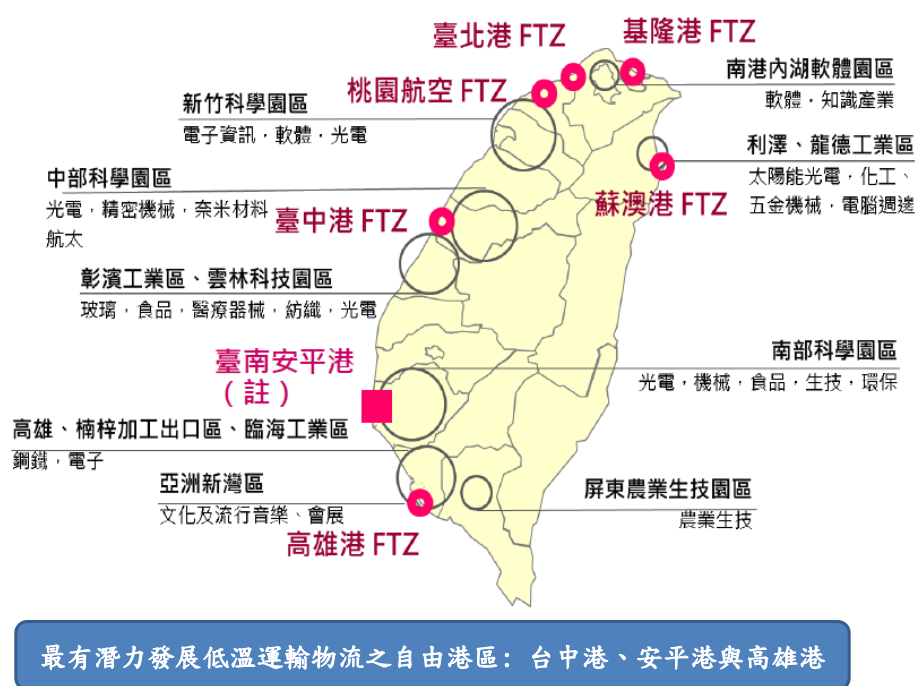 臺北港 FTZ
基隆港 FTZ
南港內湖軟體園區
軟體，知識產業
桃園航空 FTZ
新竹科學園區
電子資訊，軟體，光電
利澤、龍德工業區
太陽能光電，化工、
五金機械，電腦週邊
蘇澳港 FTZ
中部科學園區
光電，精密機械，奈米材料
航太
臺中港 FTZ
彰濱工業區、雲林科技園區
玻璃，食品，醫療器械，紡織，光電
南部科學園區
光電，機械，食品，生技，環保
臺南安平港
（註）
高雄、楠梓加工出口區、臨海工業區
鋼鐵，電子
亞洲新灣區
文化及流行音樂、會展
屏東農業生技園區
農業生技
高雄港 FTZ
最有潛力發展低溫運輸物流之自由港區：台中港、安平港與高雄港